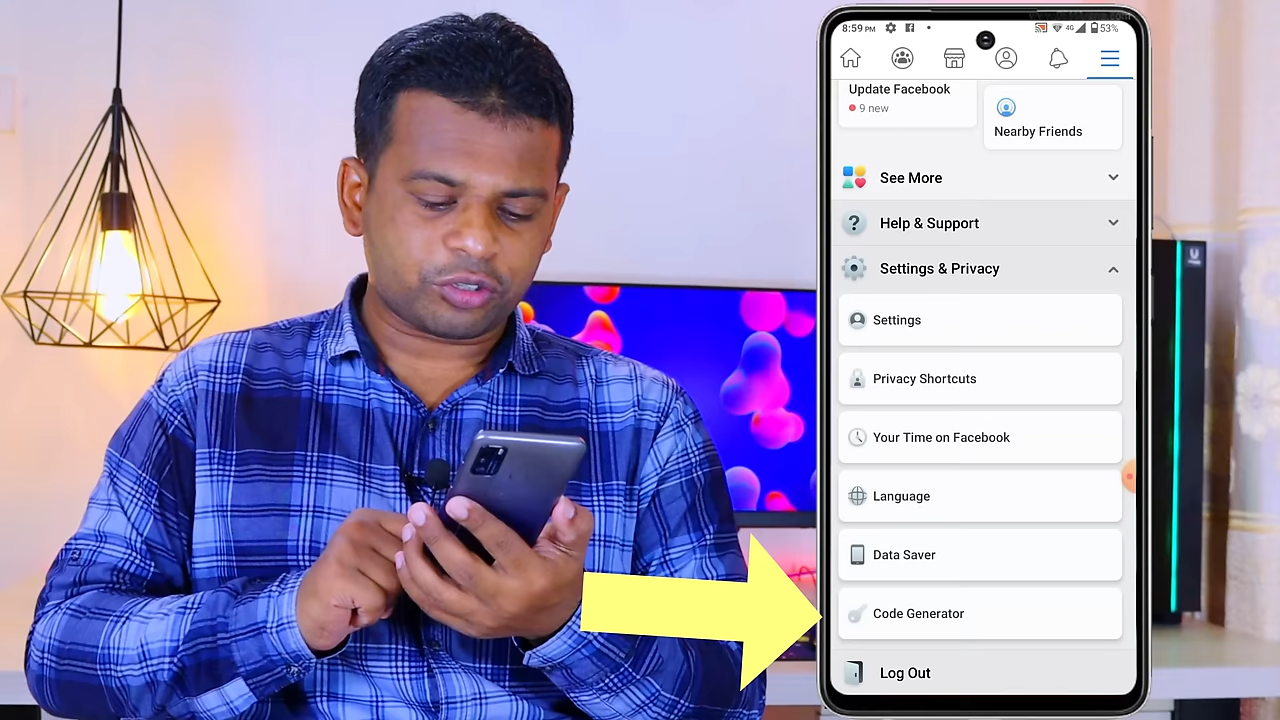 8:59 PM
4G 53%
Update Facebook
9 new
Nearby Friends
See More
Help & Support
Settings & Privacy
Settings
Privacy Shortcuts
Your Time on Facebook
Language
Data Saver
Code Generator
Log Out